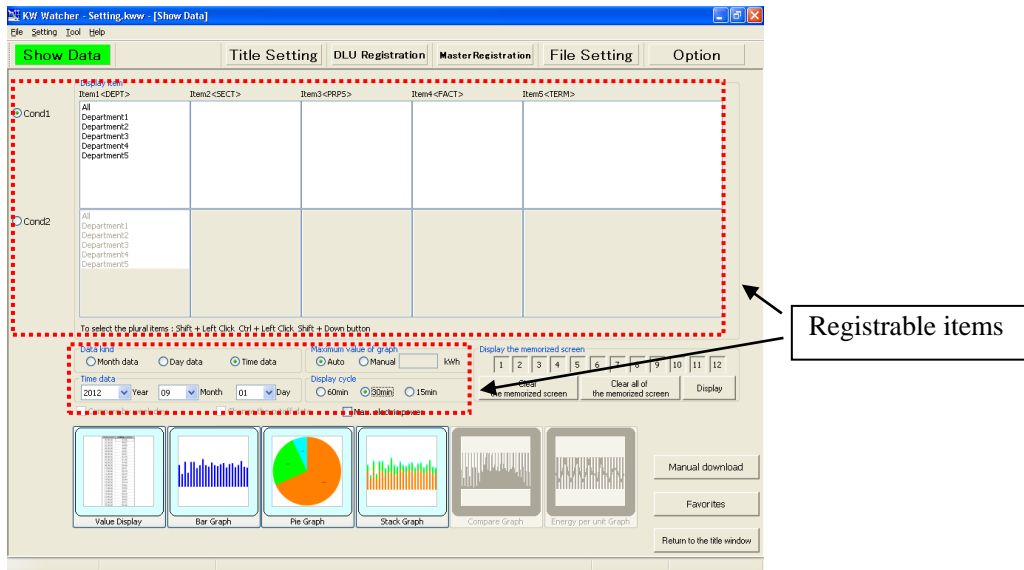 KW Watcher - Setting.kww - [Show Data]
File Setting Tool Help
Show Data Title Setting DLU Registration Master Registration File Setting Option
Display item
Item1<DEPT> Item2<SECT> Item3<PRPS> Item4<FACT> Item5<TERM>
Cond1
All
Department1
Department2
Department3
Department4
Department5
Cond2
All
Department1
Department2
Department3
Department4
Department5
To select the plural items : Shift + Left Click Ctrl + Left Click Shift + Down button
Registrable items
Data kind Maximum value of graph Display the memorized screen
Month data Day data Time data Auto Manual kWh
1 2 3 4 5 6 7 8 9 10 11 12
Time data Display cycle
2012 Year 09 Month 01 Day 60min 30min 15min
Clear
the memorized screen
Clear all of
the memorized screen
Display
Max. electric power
Value Display Bar Graph Pie Graph Stack Graph Compare Graph Energy per unit Graph
Manual download
Favorites
Return to the title window